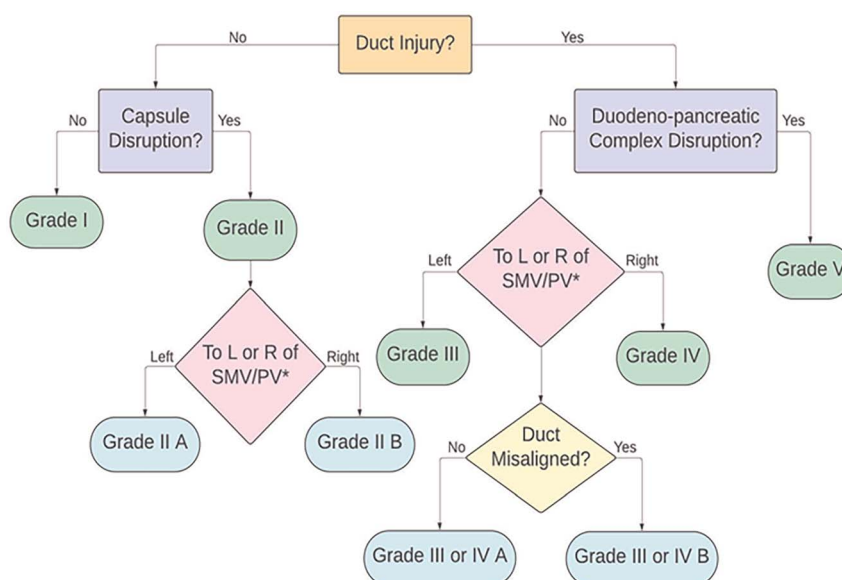 Duct Injury?
No
Yes
Capsule
Disruption?
No
Yes
Duodeno-pancreatic
Complex Disruption?
No
Yes
Grade I
Grade II
To L or R of
SMV/PV*
Left
Right
Grade V
To L or R of
SMV/PV*
Left
Right
Grade III
Grade IV
Grade II A
Grade II B
Duct
Misaligned?
No
Yes
Grade III or IV A
Grade III or IV B